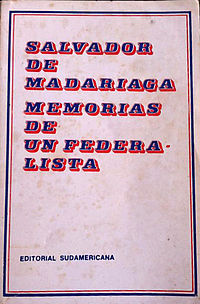 SALVADOR
DE
MADARIAGA
MEMORIAS
DE
UN FEDERA-
LISTA
EDITORIAL SUDAMERICANA